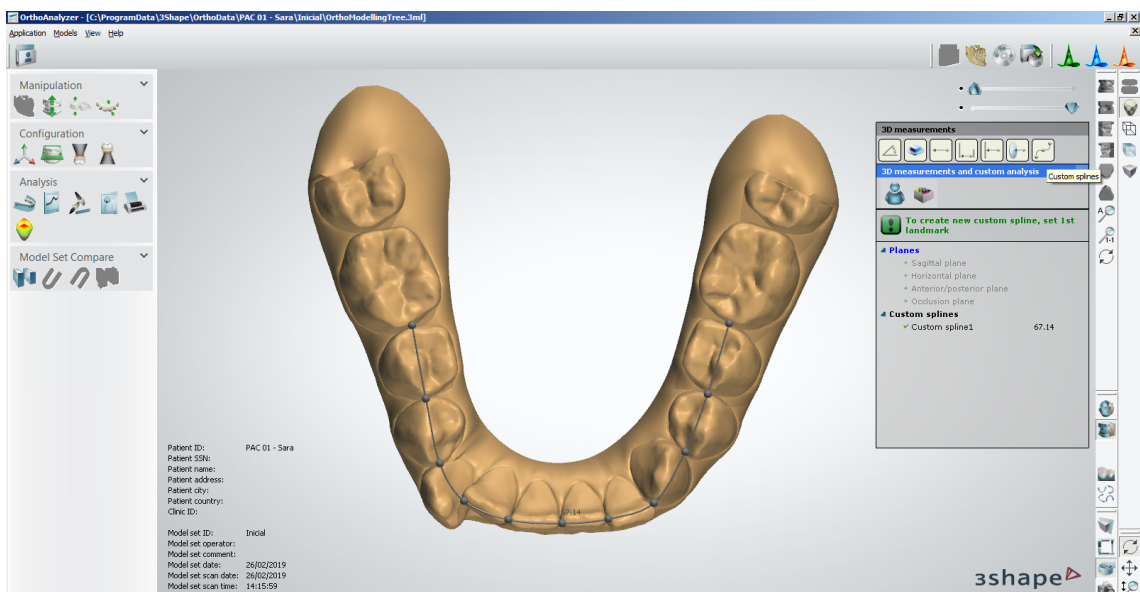 OrthoAnalyzer - [C:\ProgramData\3Shape\OrthoData\PAC 01 - Sara\Inicial\OrthoModellingTree.3ml]
Application Models View Help
Manipulation
Configuration
Analysis
Model Set Compare
3D measurements
3D measurements and custom analysis
Custom splines
To create new custom spline, set 1st
landmark
Planes
Sagittal plane
Horizontal plane
Anterior/posterior plane
Occlusion plane
Custom splines
Custom spline1 67.14
A
1:1
67.14
Patient ID: PAC 01 - Sara
Patient SSN:
Patient name:
Patient address:
Patient city:
Patient country:
Clinic ID:
Model set ID: Inicial
Model set operator:
Model set comment:
Model set date: 26/02/2019
Model set scan date: 26/02/2019
Model set scan time: 14:15:59
3shape